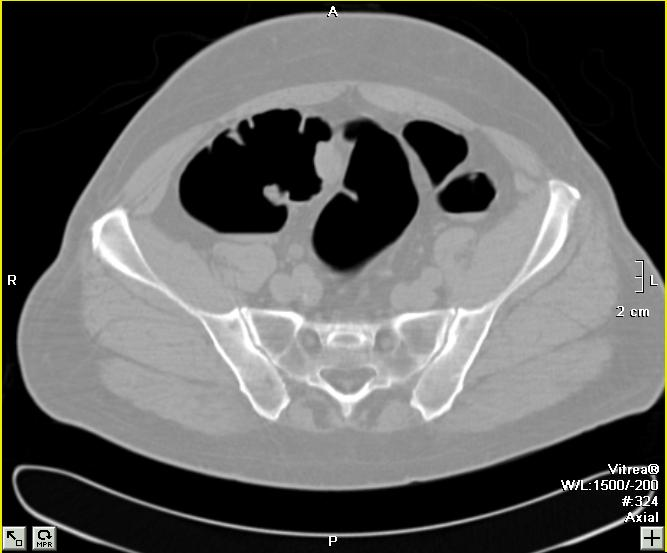 A
R
L
2 cm
Vitrea®
W/L:1500/-200
#:324
Axial
MPR
P